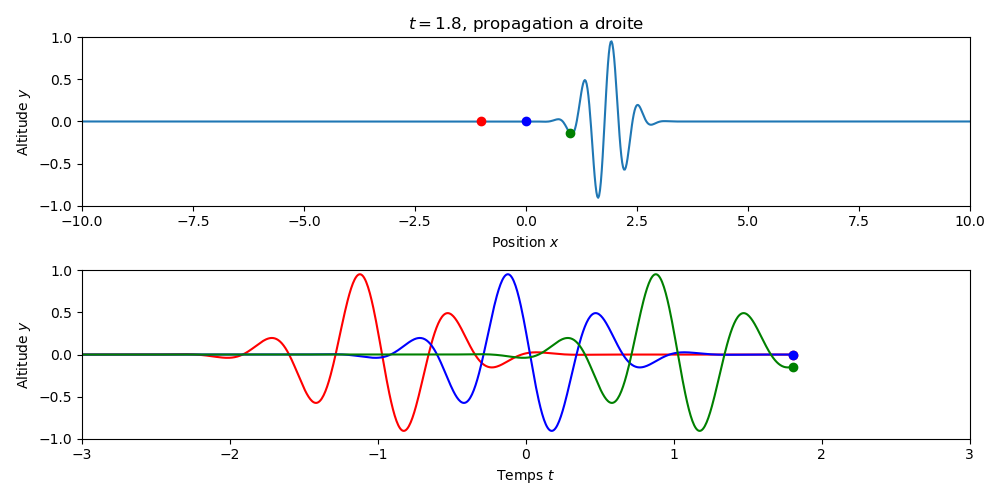 t = 1.8, propagation a droite
1.0
0.5
0.0
−0.5
−1.0
Altitude y
−10.0 −7.5 −5.0 −2.5 0.0 2.5 5.0 7.5 10.0
Position x
1.0
0.5
0.0
−0.5
−1.0
Altitude y
−3 −2 −1 0 1 2 3
Temps t